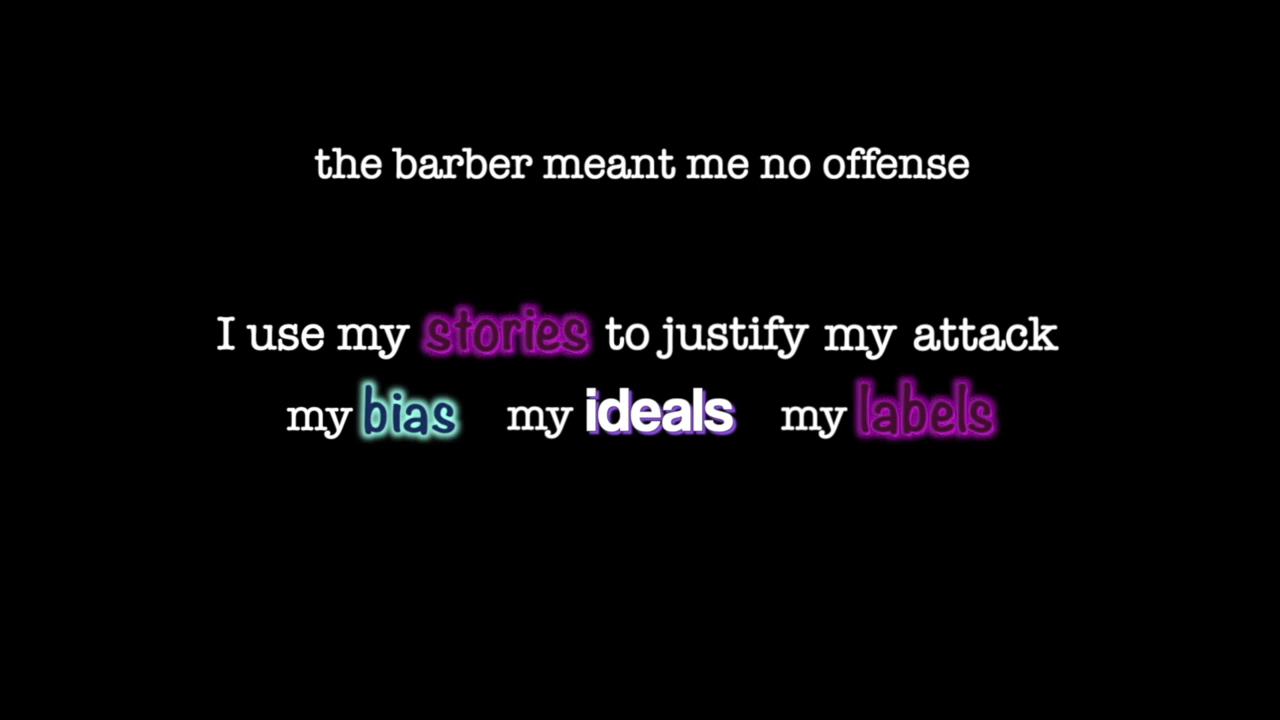 the barber meant me no offense
I use my stories to justify my attack
my bias my ideals my labels